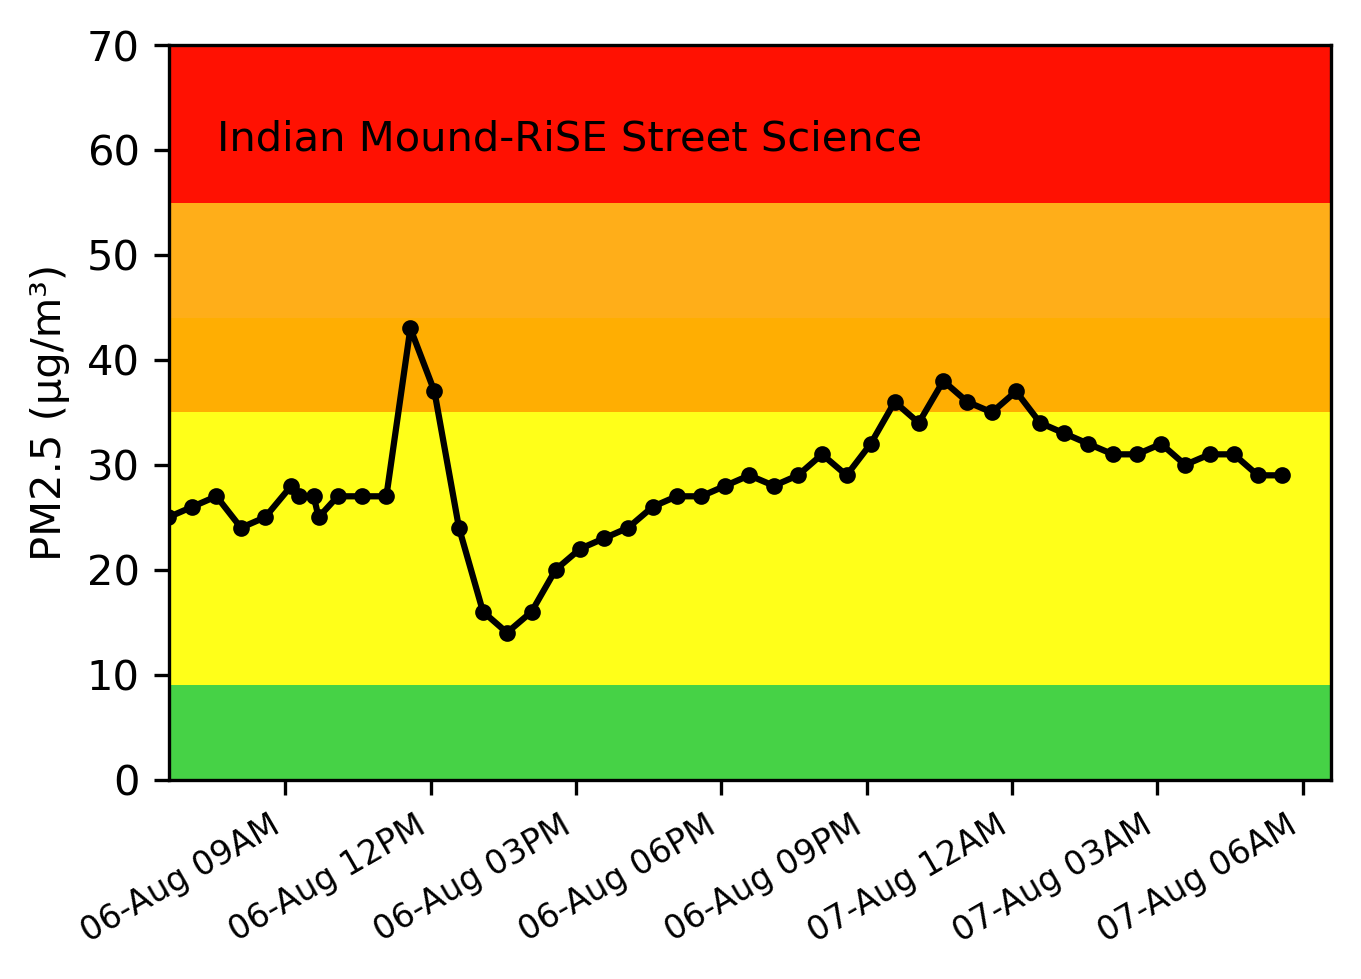 70
Indian Mound-RiSE Street Science
60
50
40
30
20
10
0
PM2.5 (µg/m³)
06-Aug 09AM
06-Aug 12PM
06-Aug 03PM
06-Aug 06PM
06-Aug 09PM
07-Aug 12AM
07-Aug 03AM
07-Aug 06AM